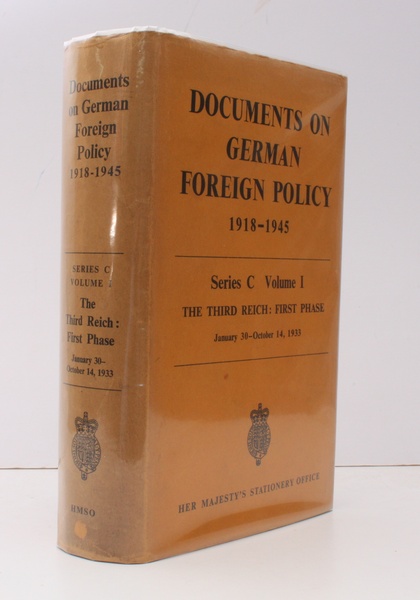 Documents
on German
Foreign
Policy
1918-1945
SERIES C
VOLUME I
The
Third Reich:
First Phase
January 30–
October 14, 1933
HMSO
DOCUMENTS ON
GERMAN
FOREIGN POLICY
1918-1945
Series C Volume I
THE THIRD REICH: FIRST PHASE
January 30–October 14, 1933
HER MAJESTY'S STATIONERY OFFICE